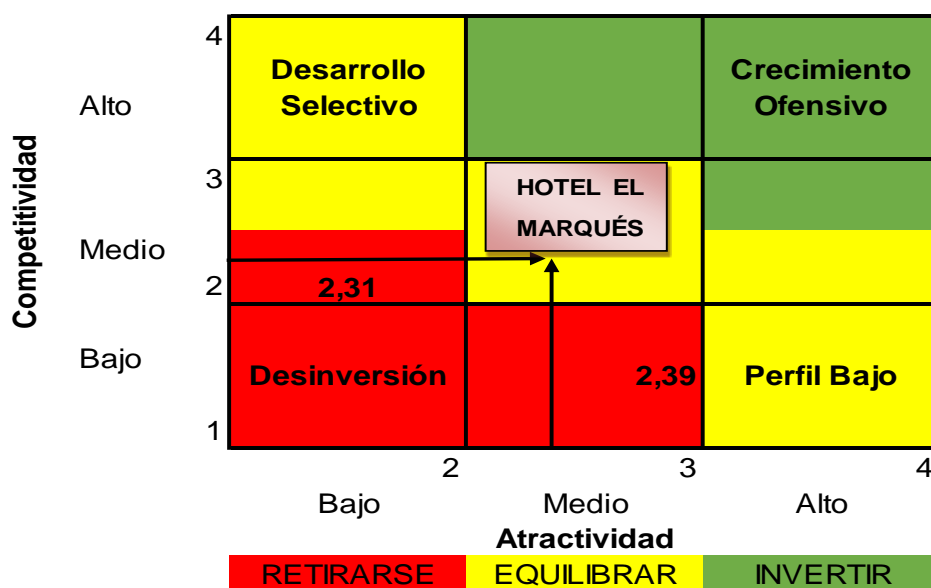 4
Desarrollo
Selectivo
Crecimiento
Ofensivo
Alto
Competitividad
3
HOTEL EL
MARQUÉS
Medio
2
2,31
Bajo
Desinversión
2,39
Perfil Bajo
1
2
3
4
Bajo
Medio
Alto
Atractividad
RETIRARSE
EQUILIBRAR
INVERTIR